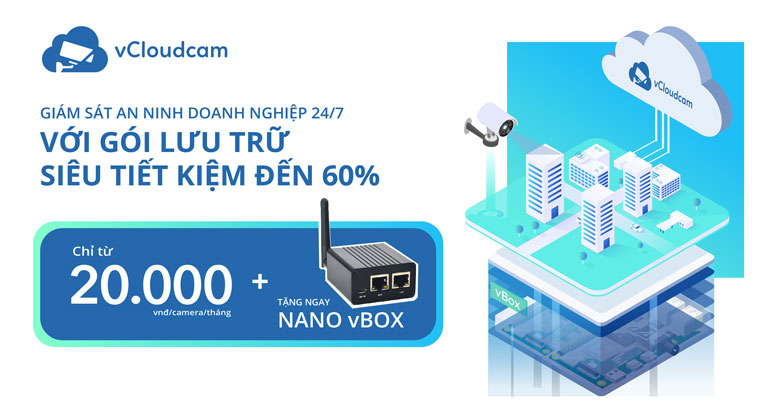 vCloudcam
GIÁM SÁT AN NINH DOANH NGHIỆP 24/7
VỚI GÓI LƯU TRỮ
SIÊU TIẾT KIỆM ĐẾN 60%
Chỉ từ
20.000
vnđ/camera/tháng
+
TẶNG NGAY
NANO vBOX
vCloudcam
vBox